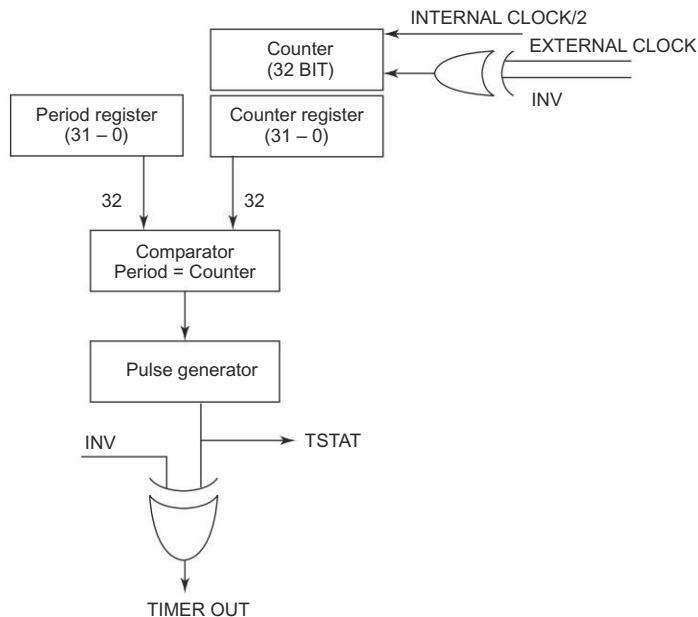 INTERNAL CLOCK/2
EXTERNAL CLOCK
Counter
(32 BIT)
INV
Period register
(31 – 0)
Counter register
(31 – 0)
32
32
Comparator
Period = Counter
Pulse generator
INV
TSTAT
TIMER OUT